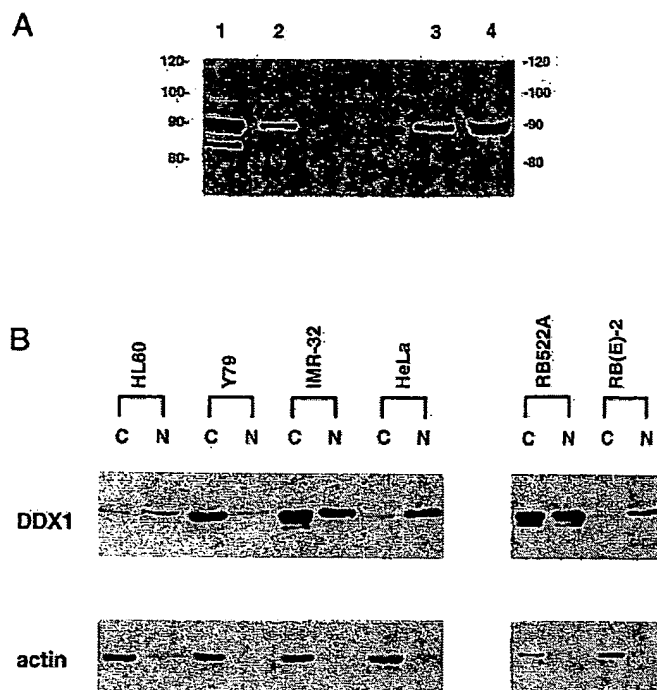 A
1 2 3 4
120- -120
100- -100
90- -90
80- -80
B
HL60 Y79 IMR-32 HeLa RB522A RB(E)-2
C N C N C N C N C N C N
DDX1
actin